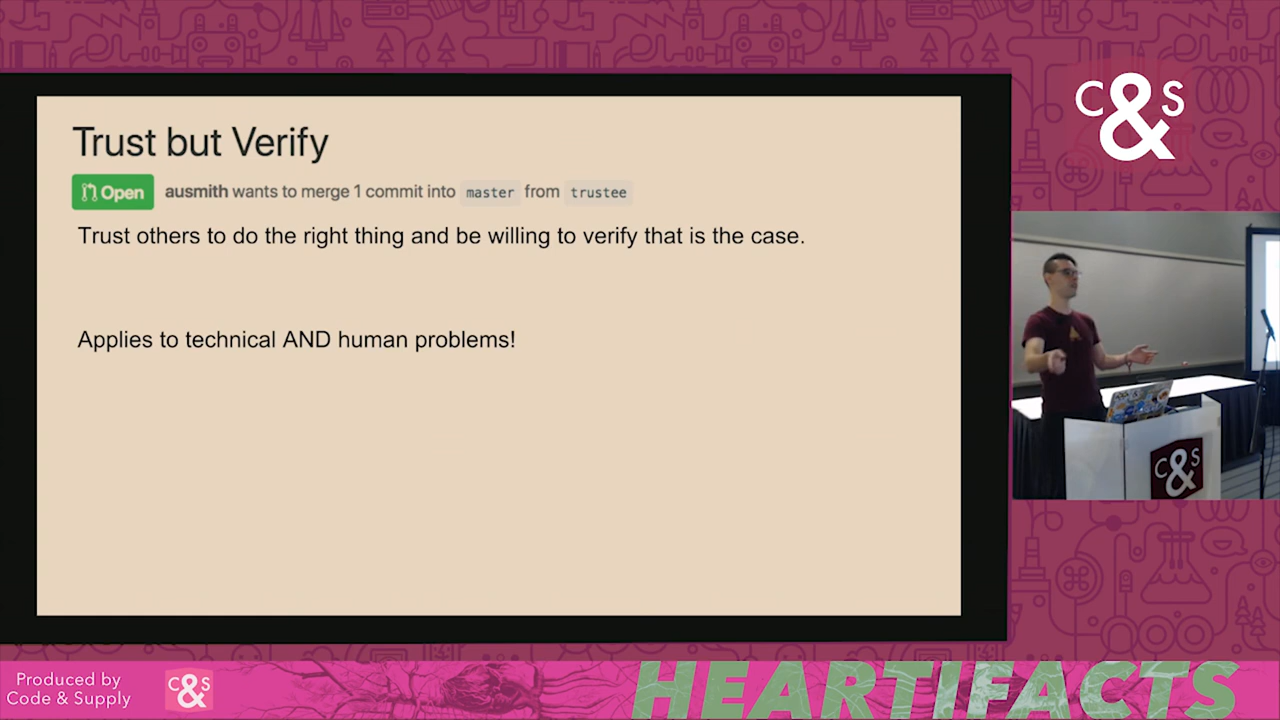 Trust but Verify
Open ausmith wants to merge 1 commit into master from trustee
Trust others to do the right thing and be willing to verify that is the case.
Applies to technical AND human problems!
C&S
C&S
Produced by
Code & Supply
C&S
HEARTIFACTS